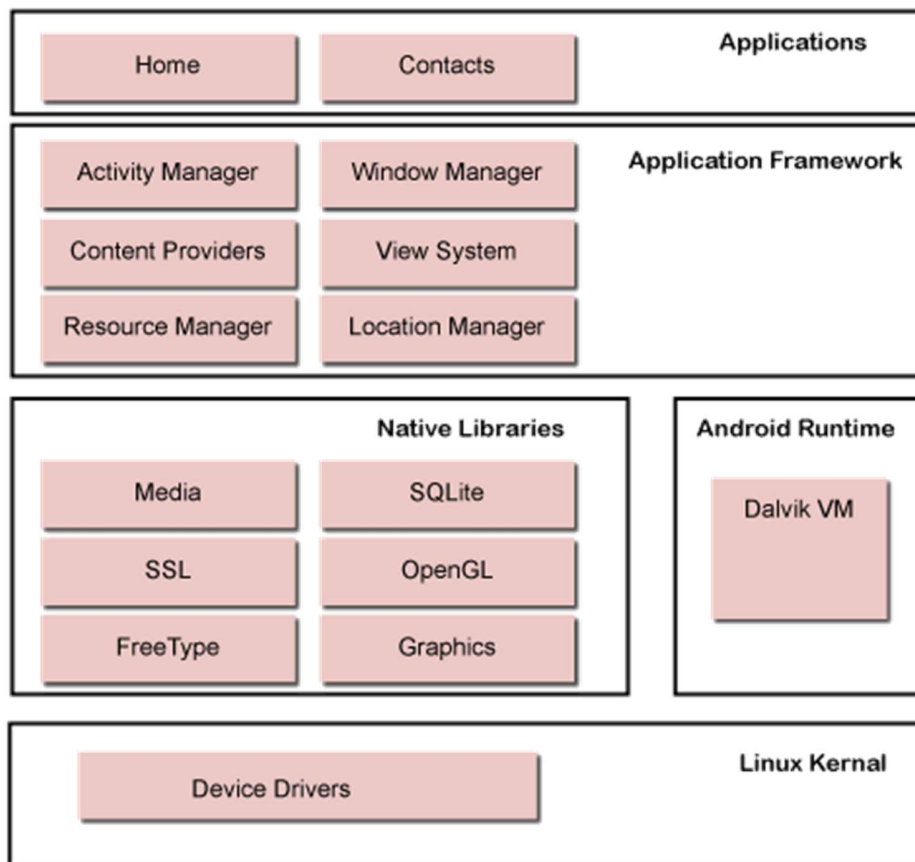 Applications
Home
Contacts
Application Framework
Activity Manager
Window Manager
Content Providers
View System
Resource Manager
Location Manager
Native Libraries
Media
SQLite
SSL
OpenGL
FreeType
Graphics
Android Runtime
Dalvik VM
Linux Kernal
Device Drivers